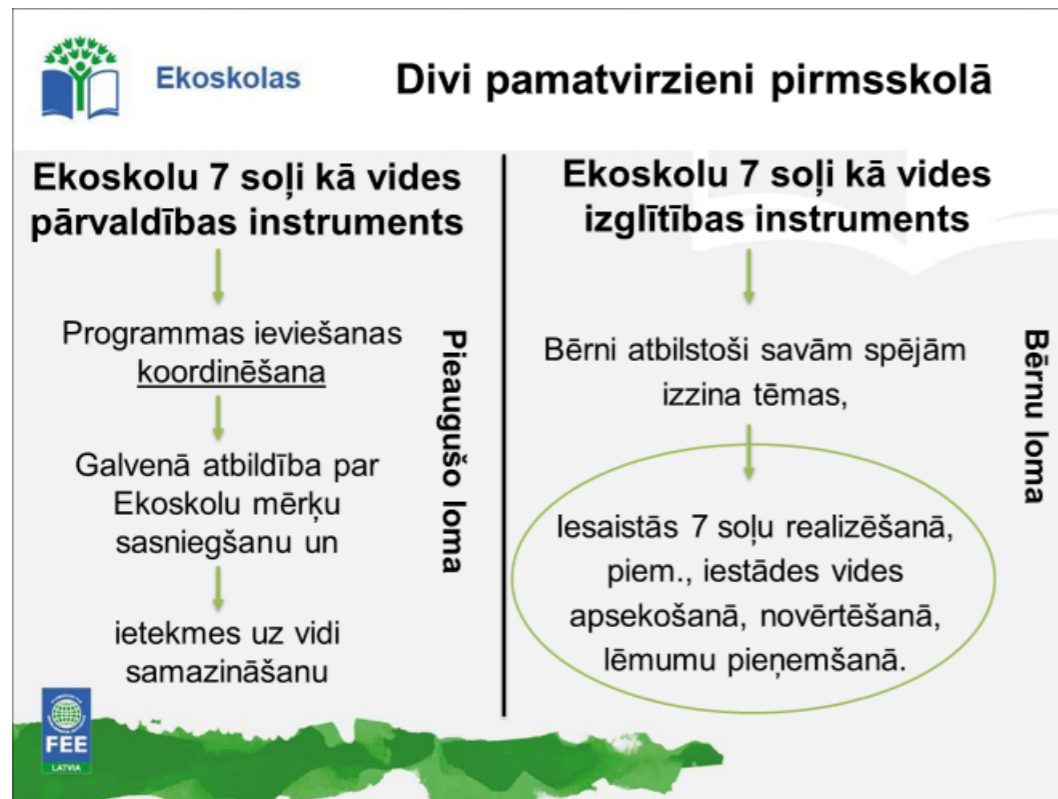 Ekoskolas
Divi pamatvirzieni pirmsskolā
Ekoskolu 7 soļi kā vides
pārvaldības instruments
Programmas ieviešanas
koordinēšana
Galvenā atbildība par
Ekoskolu mērķu
sasniegšanu un
ietekmes uz vidi
samazināšanu
Pieaugušo loma
Ekoskolu 7 soļi kā vides
izglītības instruments
Bērni atbilstoši savām spējām
izzina tēmas,
Iesaistās 7 soļu realizēšanā,
piem., iestādes vides
apsekošanā, novērtēšanā,
lēmumu pieņemšanā.
Bērnu loma
FEE
LATVIA